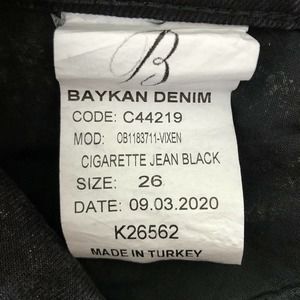 B
BAYKAN DENIM
CODE: C44219
MOD: OB1183711-VIXEN
CIGARETTE JEAN BLACK
SIZE: 26
DATE: 09.03.2020
K26562
MADE IN TURKEY